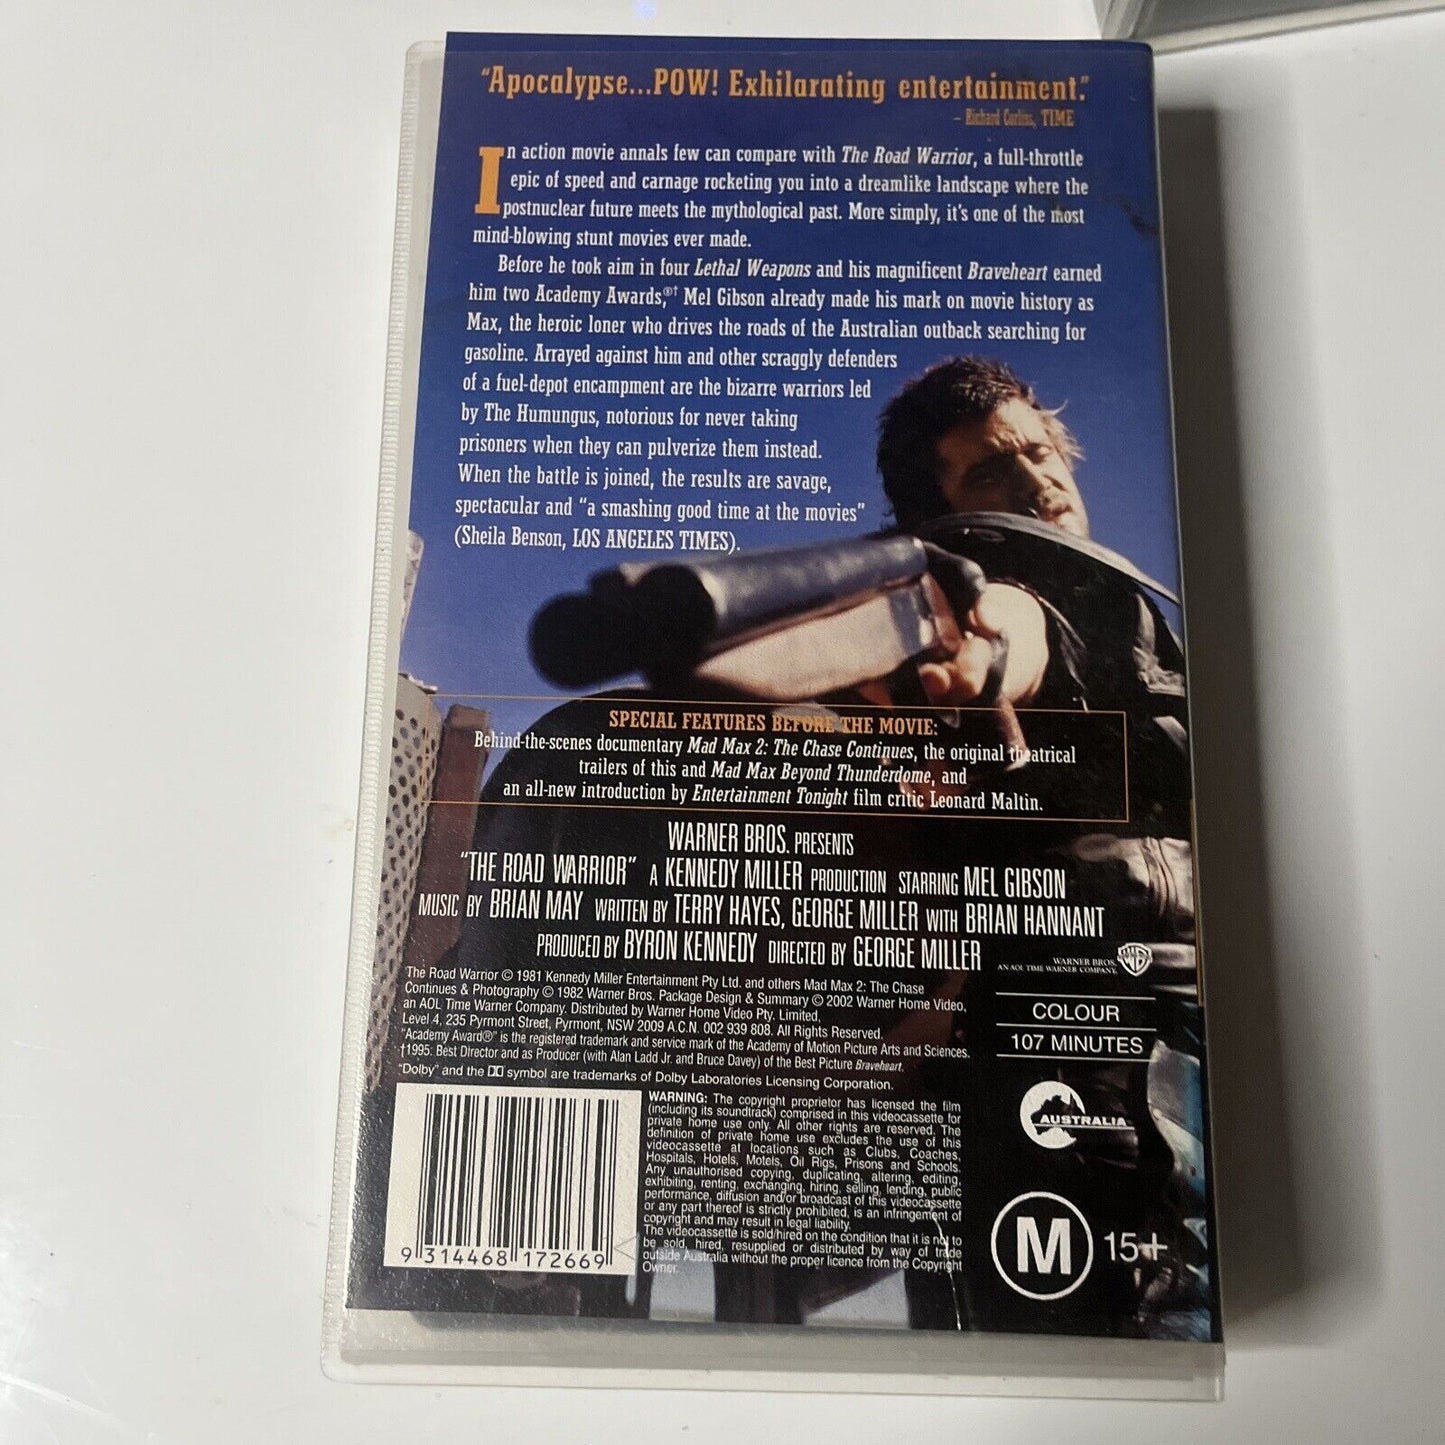 "Apocalypse...POW! Exhilarating entertainment."
– Richard Corliss, TIME
In action movie annals few can compare with The Road Warrior, a full-throttle
epic of speed and carnage rocketing you into a dreamlike landscape where the
postnuclear future meets the mythological past. More simply, it's one of the most
mind-blowing stunt movies ever made.
Before he took aim in four Lethal Weapons and his magnificent Braveheart earned
him two Academy Awards,®† Mel Gibson already made his mark on movie history as
Max, the heroic loner who drives the roads of the Australian outback searching for
gasoline. Arrayed against him and other scraggly defenders
of a fuel-depot encampment are the bizarre warriors led
by The Humungus, notorious for never taking
prisoners when they can pulverize them instead.
When the battle is joined, the results are savage,
spectacular and "a smashing good time at the movies"
(Sheila Benson, LOS ANGELES TIMES).
SPECIAL FEATURES BEFORE THE MOVIE:
Behind-the-scenes documentary Mad Max 2: The Chase Continues, the original theatrical
trailers of this and Mad Max Beyond Thunderdome, and
an all-new introduction by Entertainment Tonight film critic Leonard Maltin.
WARNER BROS. PRESENTS
"THE ROAD WARRIOR" A KENNEDY MILLER PRODUCTION STARRING MEL GIBSON
MUSIC BY BRIAN MAY WRITTEN BY TERRY HAYES, GEORGE MILLER WITH BRIAN HANNANT
PRODUCED BY BYRON KENNEDY DIRECTED BY GEORGE MILLER
WARNER BROS.
AN AOL TIME WARNER COMPANY
WB
The Road Warrior © 1981 Kennedy Miller Entertainment Pty Ltd. and others Mad Max 2: The Chase
Continues & Photography © 1982 Warner Bros. Package Design & Summary © 2002 Warner Home Video,
an AOL Time Warner Company. Distributed by Warner Home Video Pty. Limited,
Level 4, 235 Pyrmont Street, Pyrmont, NSW 2009 A.C.N. 002 939 808. All Rights Reserved.
"Academy Award®" is the registered trademark and service mark of the Academy of Motion Picture Arts and Sciences.
†1995: Best Director and as Producer (with Alan Ladd Jr. and Bruce Davey) of the Best Picture Braveheart.
"Dolby" and the DD symbol are trademarks of Dolby Laboratories Licensing Corporation.
COLOUR
107 MINUTES
AUSTRALIA
WARNING: The copyright proprietor has licensed the film
(including its soundtrack) comprised in this videocassette for
private home use only. All other rights are reserved. The
definition of private home use excludes the use of this
videocassette at locations such as Clubs, Coaches,
Hospitals, Hotels, Motels, Oil Rigs, Prisons and Schools.
Any unauthorised copying, duplicating, altering, editing,
exhibiting, renting, exchanging, hiring, selling, lending, public
performance, diffusion and/or broadcast of this videocassette
or any part thereof is strictly prohibited, is an infringement of
copyright and may result in legal liability.
The videocassette is sold/hired on the condition that it is not to
be sold, hired, resupplied or distributed by way of trade
outside Australia without the proper licence from the Copyright
Owner.
9 314468 172669
M 15+